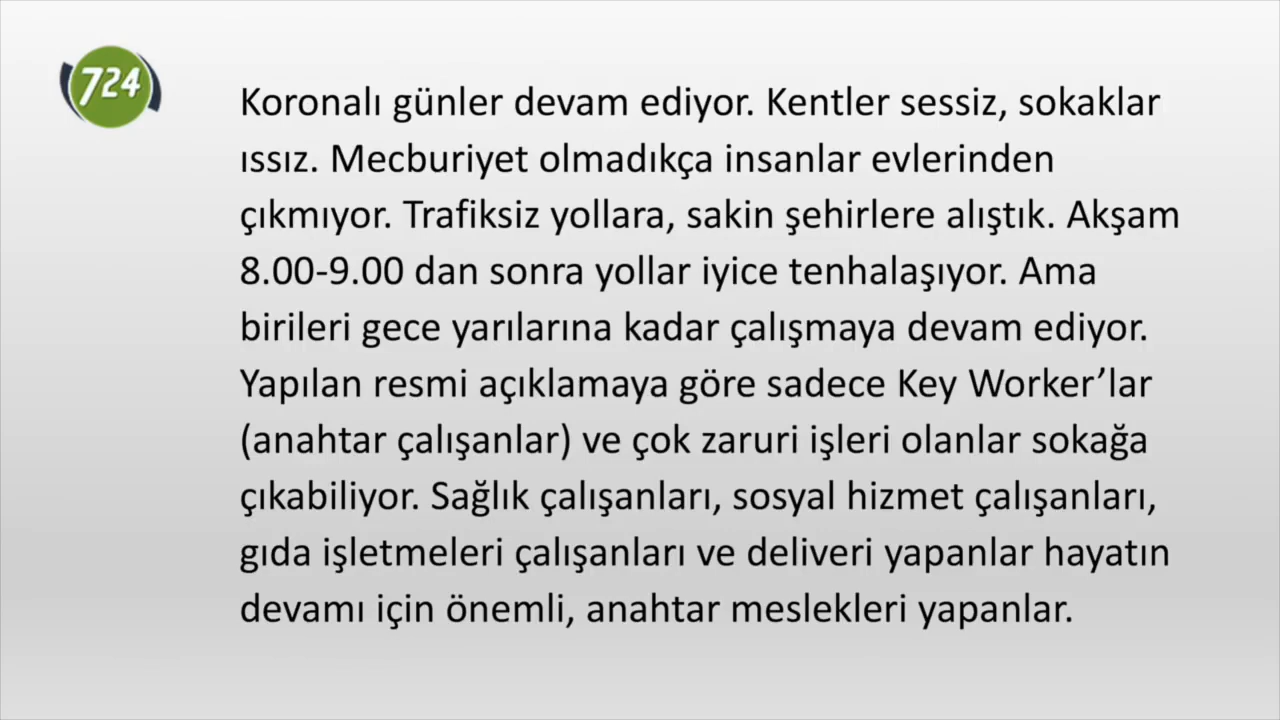 724
Koronalı günler devam ediyor. Kentler sessiz, sokaklar
ıssız. Mecburiyet olmadıkça insanlar evlerinden
çıkmıyor. Trafiksiz yollara, sakin şehirlere alıştık. Akşam
8.00-9.00 dan sonra yollar iyice tenhalaşıyor. Ama
birileri gece yarılarına kadar çalışmaya devam ediyor.
Yapılan resmi açıklamaya göre sadece Key Worker’lar
(anahtar çalışanlar) ve çok zaruri işleri olanlar sokağa
çıkabiliyor. Sağlık çalışanları, sosyal hizmet çalışanları,
gıda işletmeleri çalışanları ve deliveri yapanlar hayatın
devamı için önemli, anahtar meslekleri yapanlar.